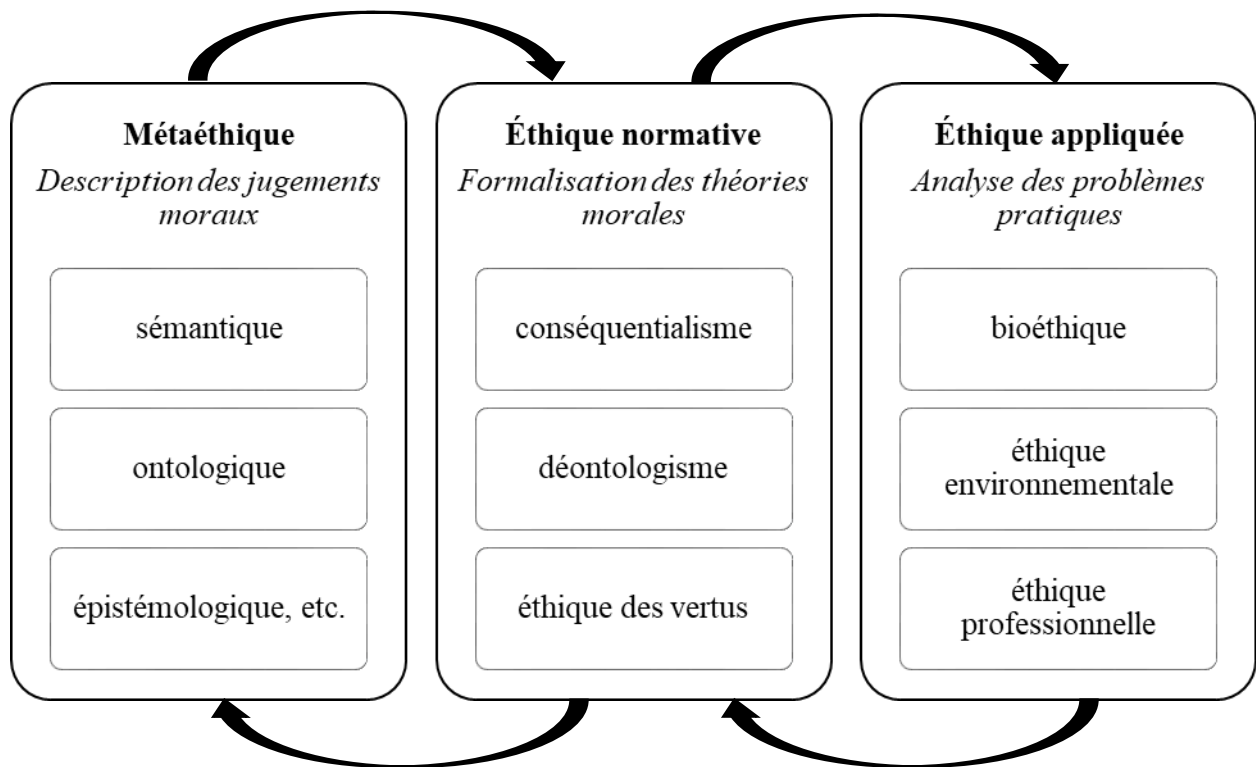 Métaéthique
Description des jugements
moraux
sémantique
ontologique
épistémologique, etc.
Éthique normative
Formalisation des théories
morales
conséquentialisme
déontologisme
éthique des vertus
Éthique appliquée
Analyse des problèmes
pratiques
bioéthique
éthique
environnementale
éthique
professionnelle